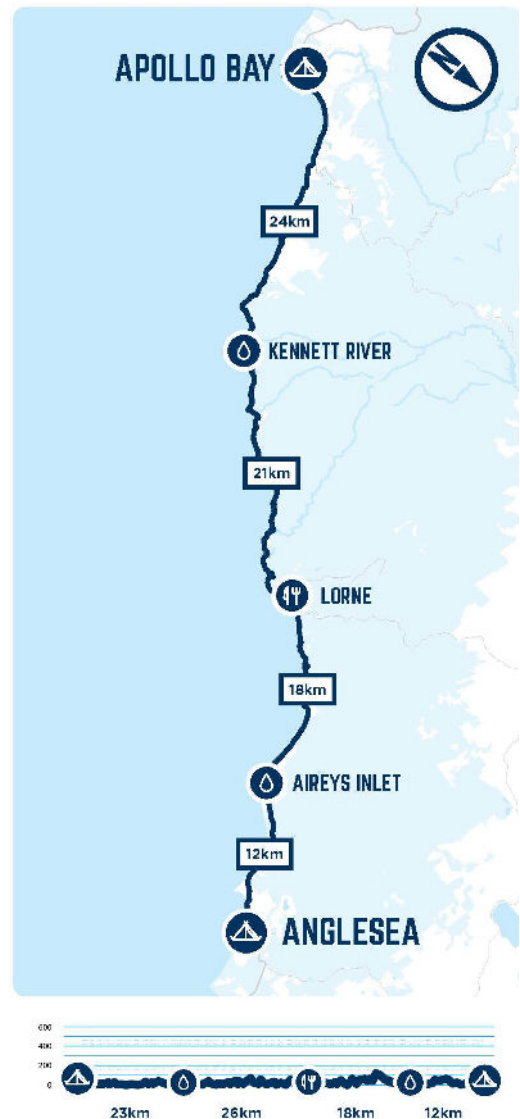 APOLLO BAY
N
24km
KENNETT RIVER
21km
LORNE
18km
AIREYS INLET
12km
ANGLESEA
600
400
200
0
23km 26km 18km 12km